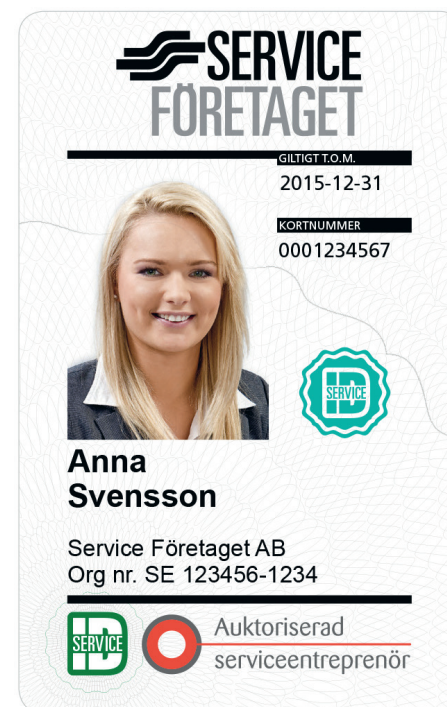 SERVICE
FÖRETAGET
GILTIGT T.O.M.
2015-12-31
KORTNUMMER
0001234567
ID
SERVICE
Anna
Svensson
Service Företaget AB
Org nr. SE 123456-1234
ID
SERVICE
Auktoriserad
serviceentreprenör